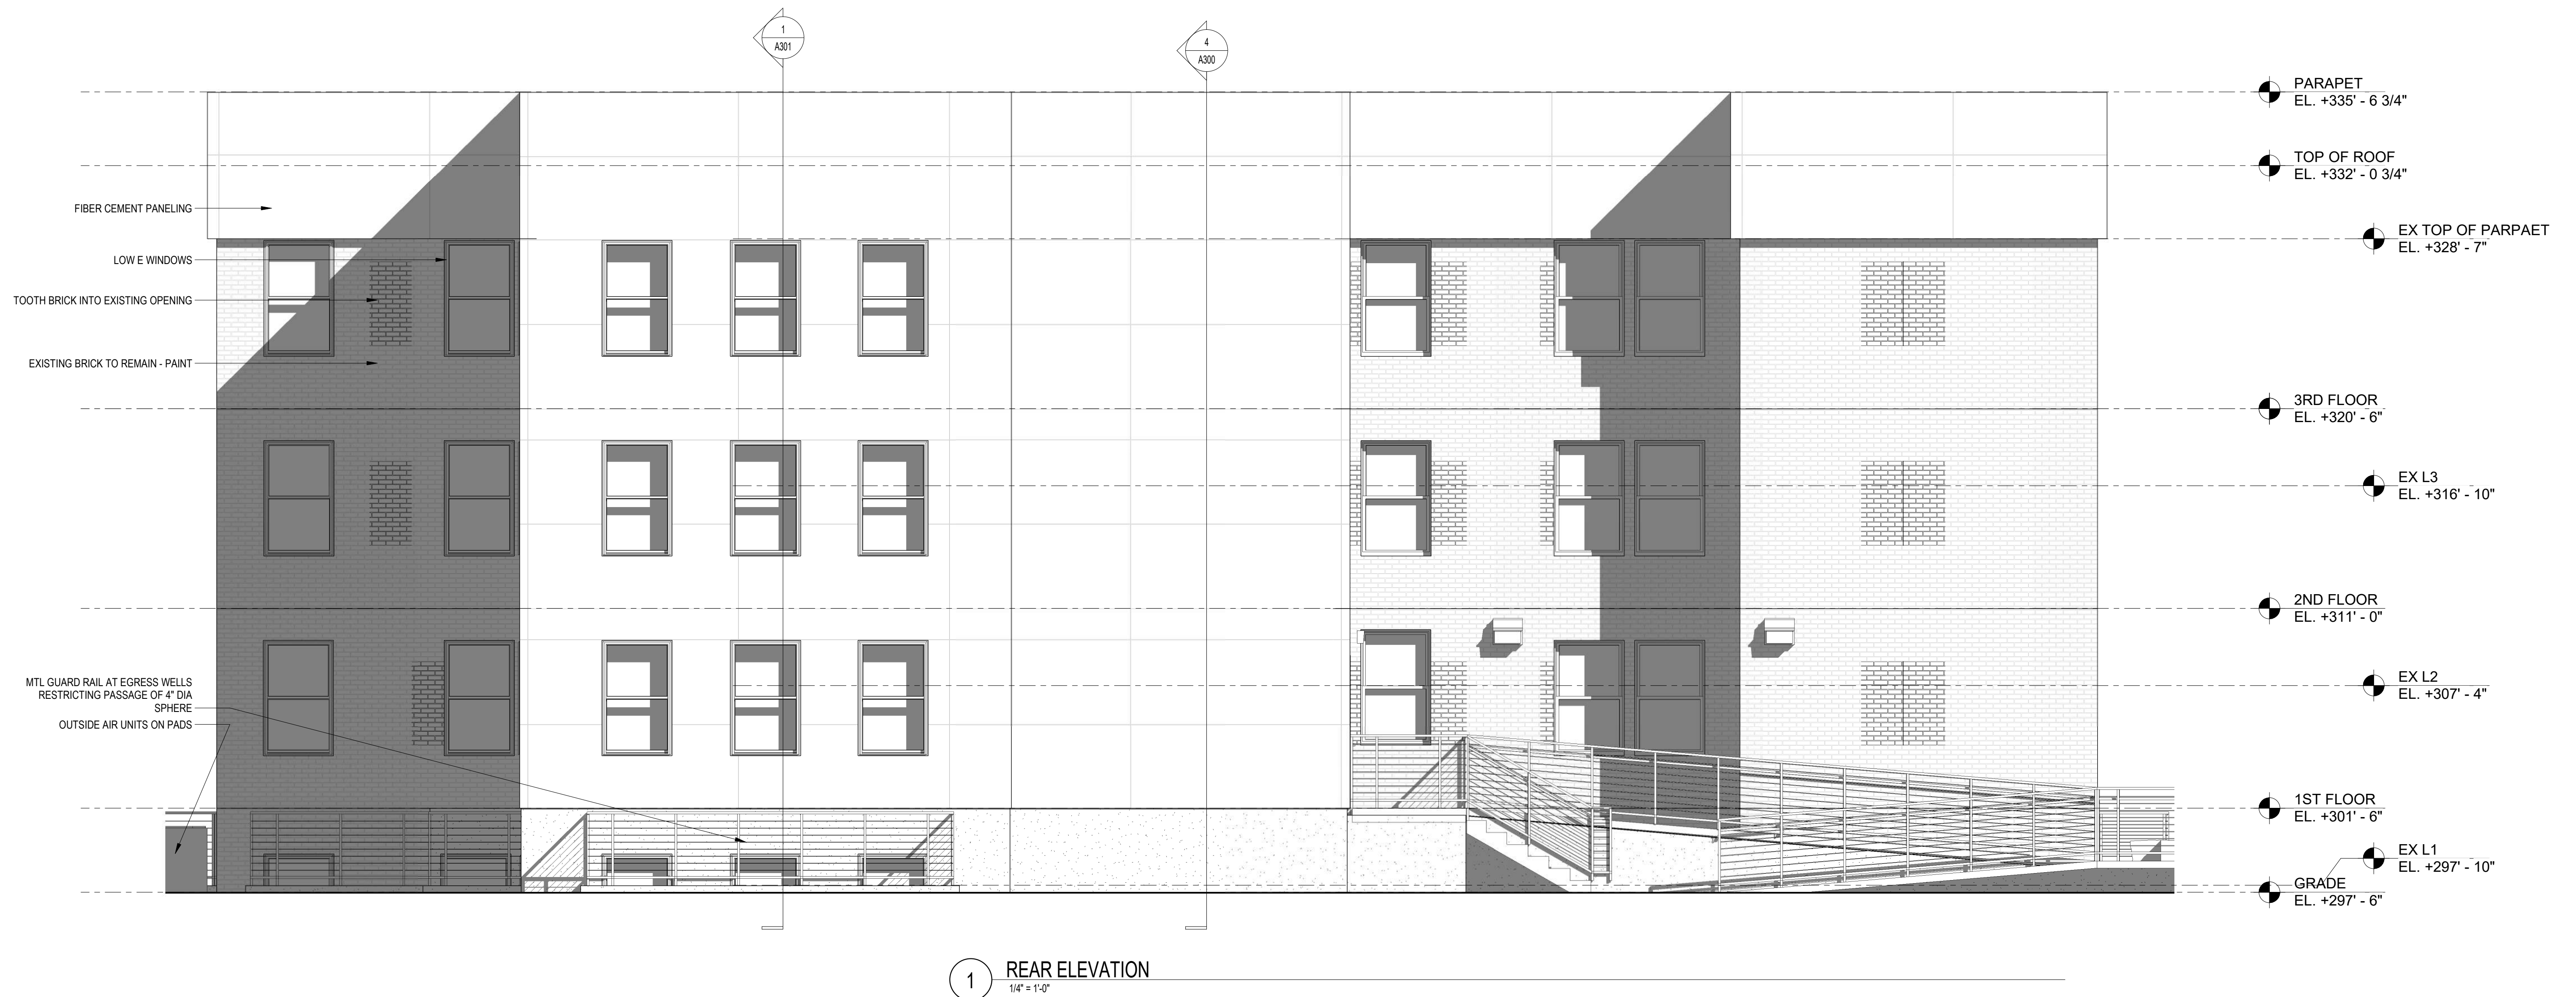 1
A301
4
A300
PARAPET
EL. +335' - 6 3/4"
TOP OF ROOF
EL. +332' - 0 3/4"
FIBER CEMENT PANELING
EX TOP OF PARPAET
EL. +328' - 7"
LOW E WINDOWS
TOOTH BRICK INTO EXISTING OPENING
EXISTING BRICK TO REMAIN - PAINT
3RD FLOOR
EL. +320' - 6"
EX L3
EL. +316' - 10"
2ND FLOOR
EL. +311' - 0"
EX L2
EL. +307' - 4"
MTL GUARD RAIL AT EGRESS WELLS
RESTRICTING PASSAGE OF 4" DIA
SPHERE
OUTSIDE AIR UNITS ON PADS
1ST FLOOR
EL. +301' - 6"
EX L1
EL. +297' - 10"
GRADE
EL. +297' - 6"
1
REAR ELEVATION
1/4" = 1'-0"